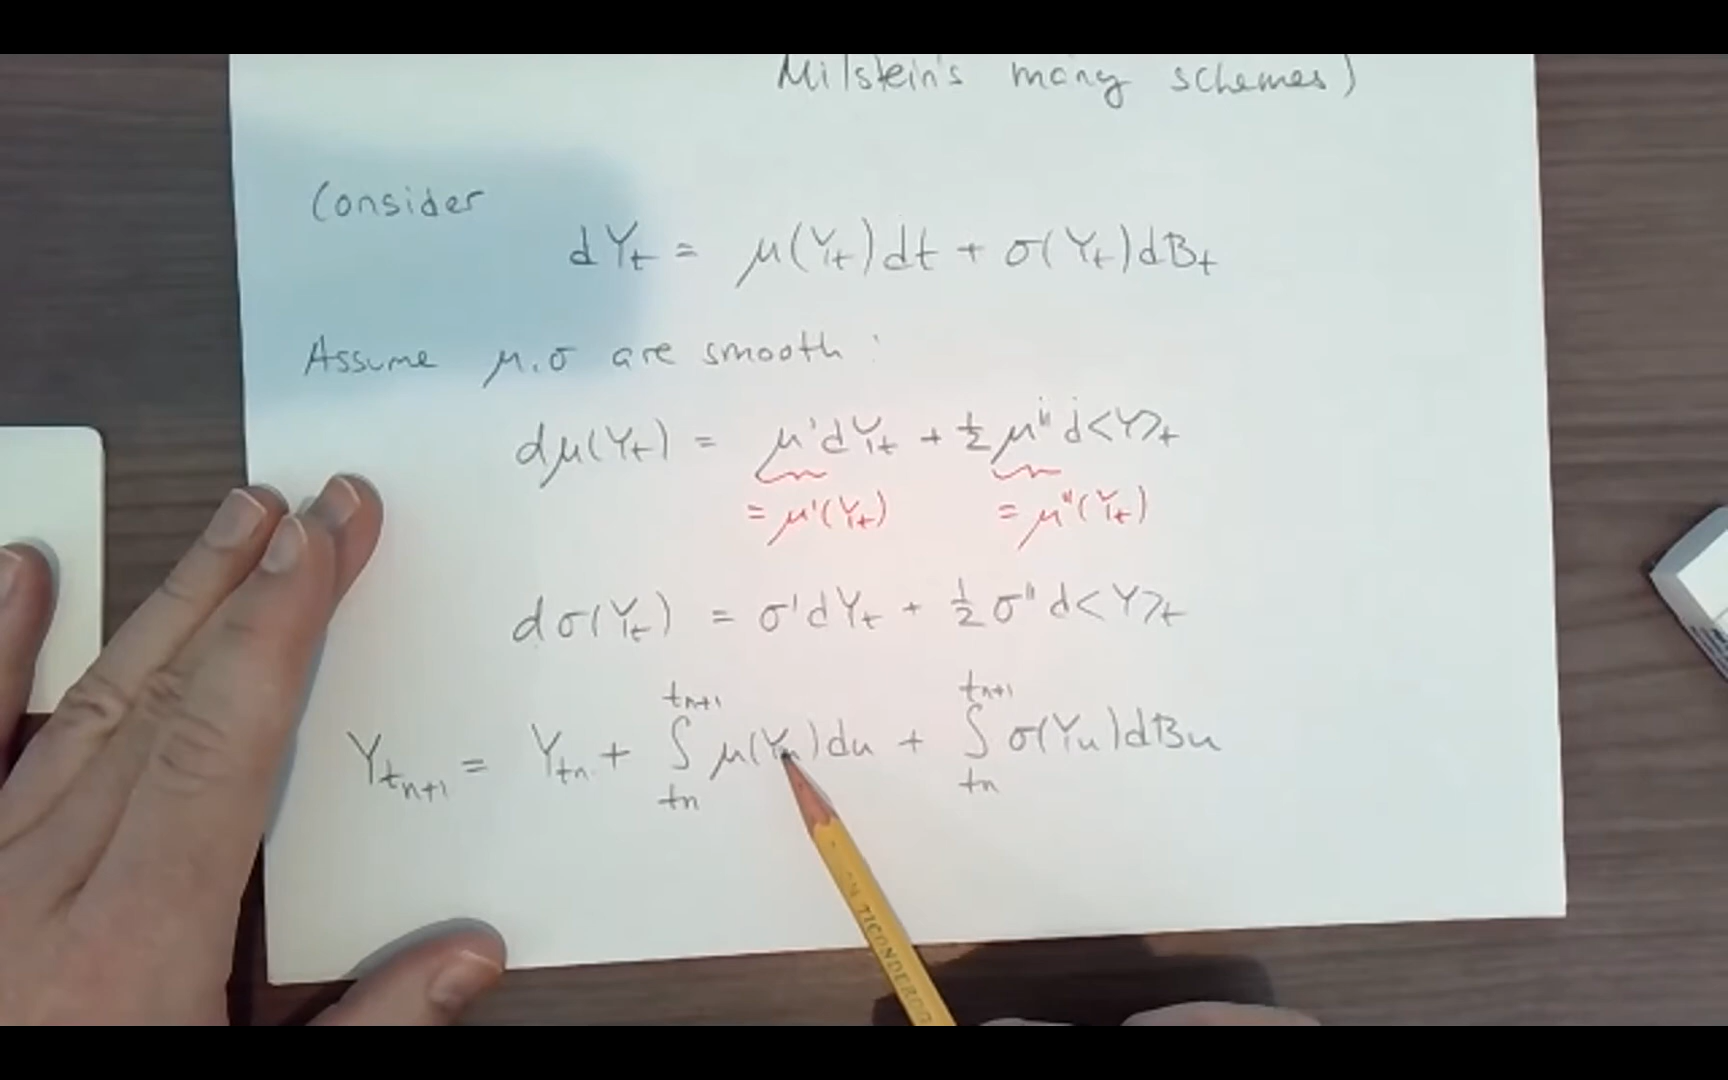 Milstein's many schemes)
Consider
dY_t = μ(Y_t)dt + σ(Y_t)dB_t
Assume μ, σ are smooth:
dμ(Y_t) = μ'dY_t + ½ μ'' d<Y>_t
= μ'(Y_t) = μ''(Y_t)
dσ(Y_t) = σ'dY_t + ½ σ'' d<Y>_t
Y_{t_{n+1}} = Y_{t_n} + ∫_{t_n}^{t_{n+1}} μ(Y_u)du + ∫_{t_n}^{t_{n+1}} σ(Y_u)dB_u